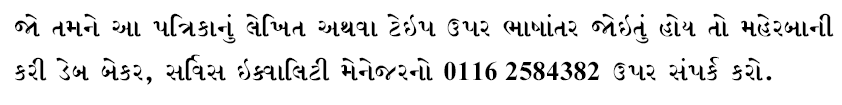 જો તમને આ પત્રિકાનું લેખિત અથવા ટેઇપ ઉપર ભાષાંતર જોઇતું હોય તો મહેરબાની
કરી ડેબ બેકર, સર્વિસ ઇક્વાલિટી મેનેજરનો 0116 2584382 ઉપર સંપર્ક કરો.